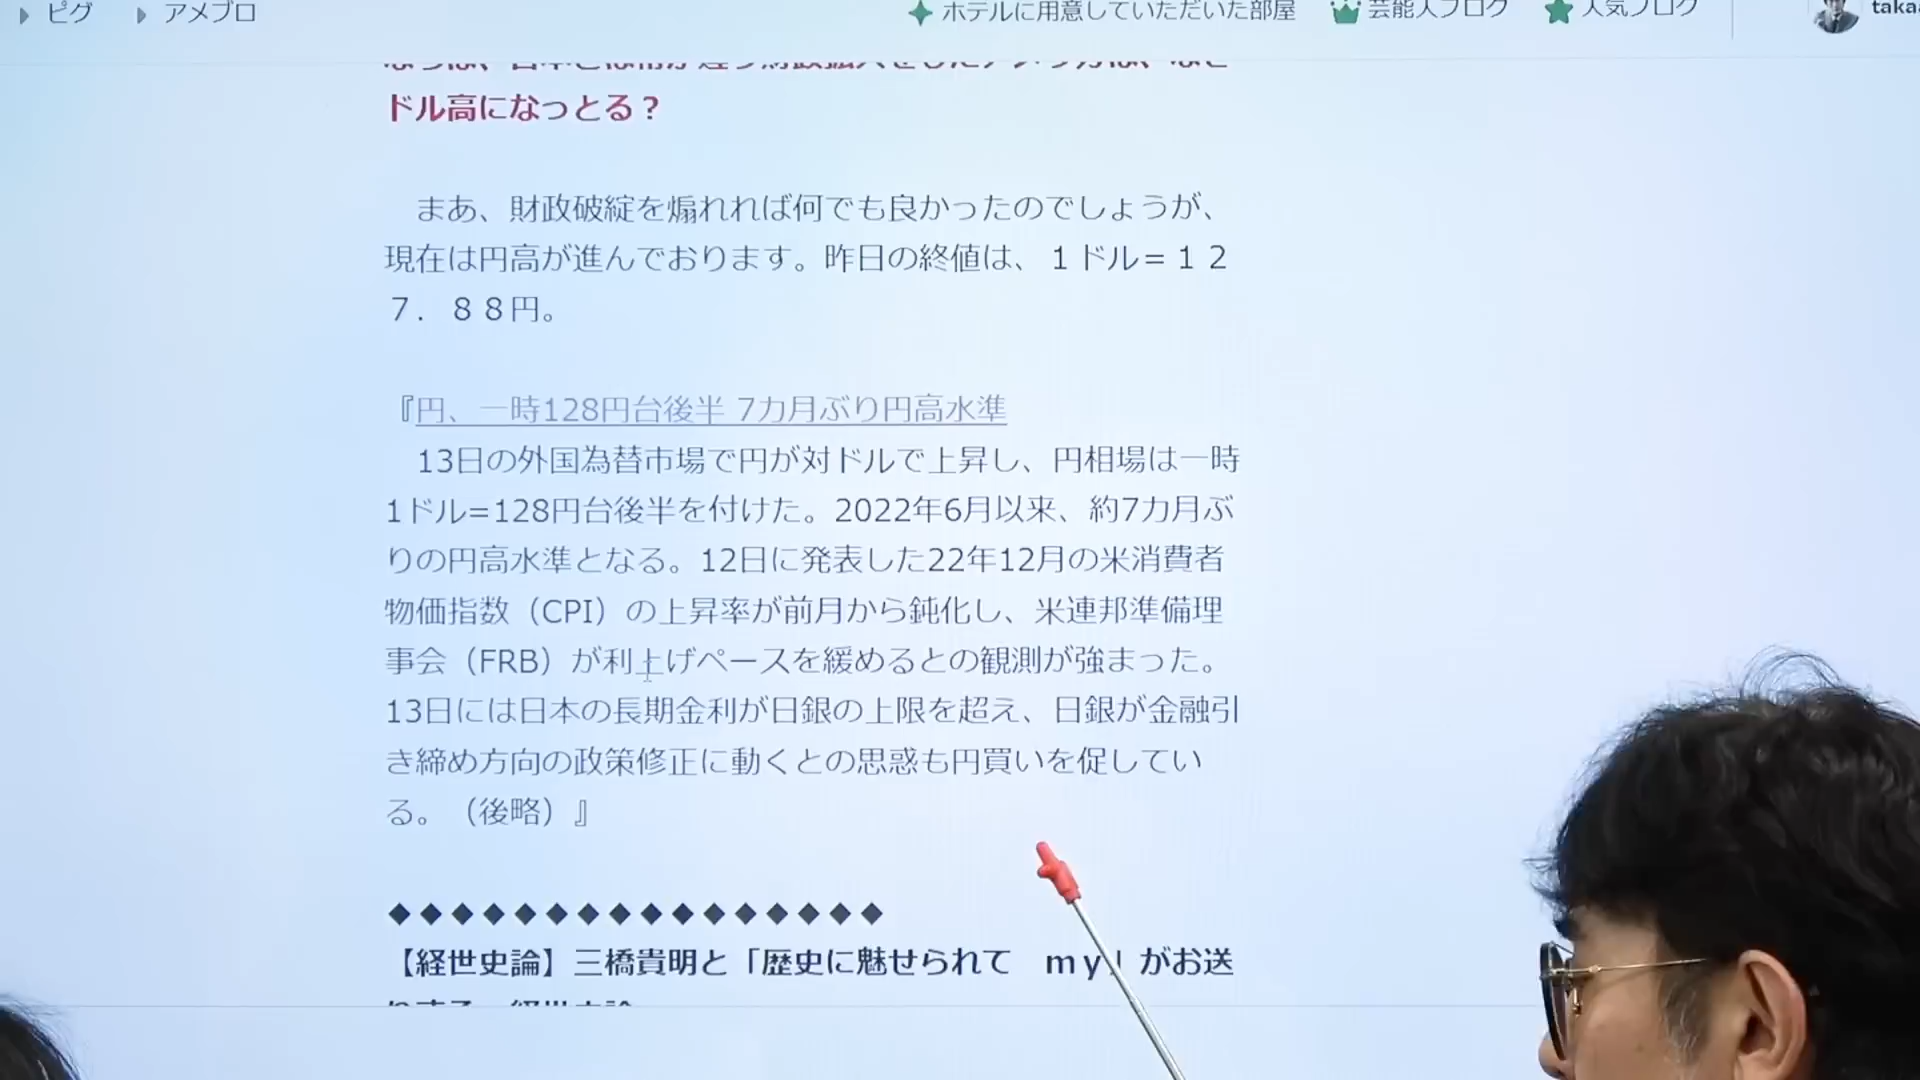 ピグ
アメブロ
ホテルに用意していただいた部屋
芸能人ブログ
人気ブログ
ドル高になっとる？
まあ、財政破綻を煽れれば何でも良かったのでしょうが、
現在は円高が進んでおります。昨日の終値は、１ドル＝１２
７．８８円。
『円、一時128円台後半 7カ月ぶり円高水準
13日の外国為替市場で円が対ドルで上昇し、円相場は一時
1ドル=128円台後半を付けた。2022年6月以来、約7カ月ぶ
りの円高水準となる。12日に発表した22年12月の米消費者
物価指数（CPI）の上昇率が前月から鈍化し、米連邦準備理
事会（FRB）が利上げペースを緩めるとの観測が強まった。
13日には日本の長期金利が日銀の上限を超え、日銀が金融引
き締め方向の政策修正に動くとの思惑も円買いを促してい
る。（後略）』
◆◆◆◆◆◆◆◆◆◆◆◆◆◆◆◆
【経世史論】三橋貴明と「歴史に魅せられて　ｍｙ」がお送